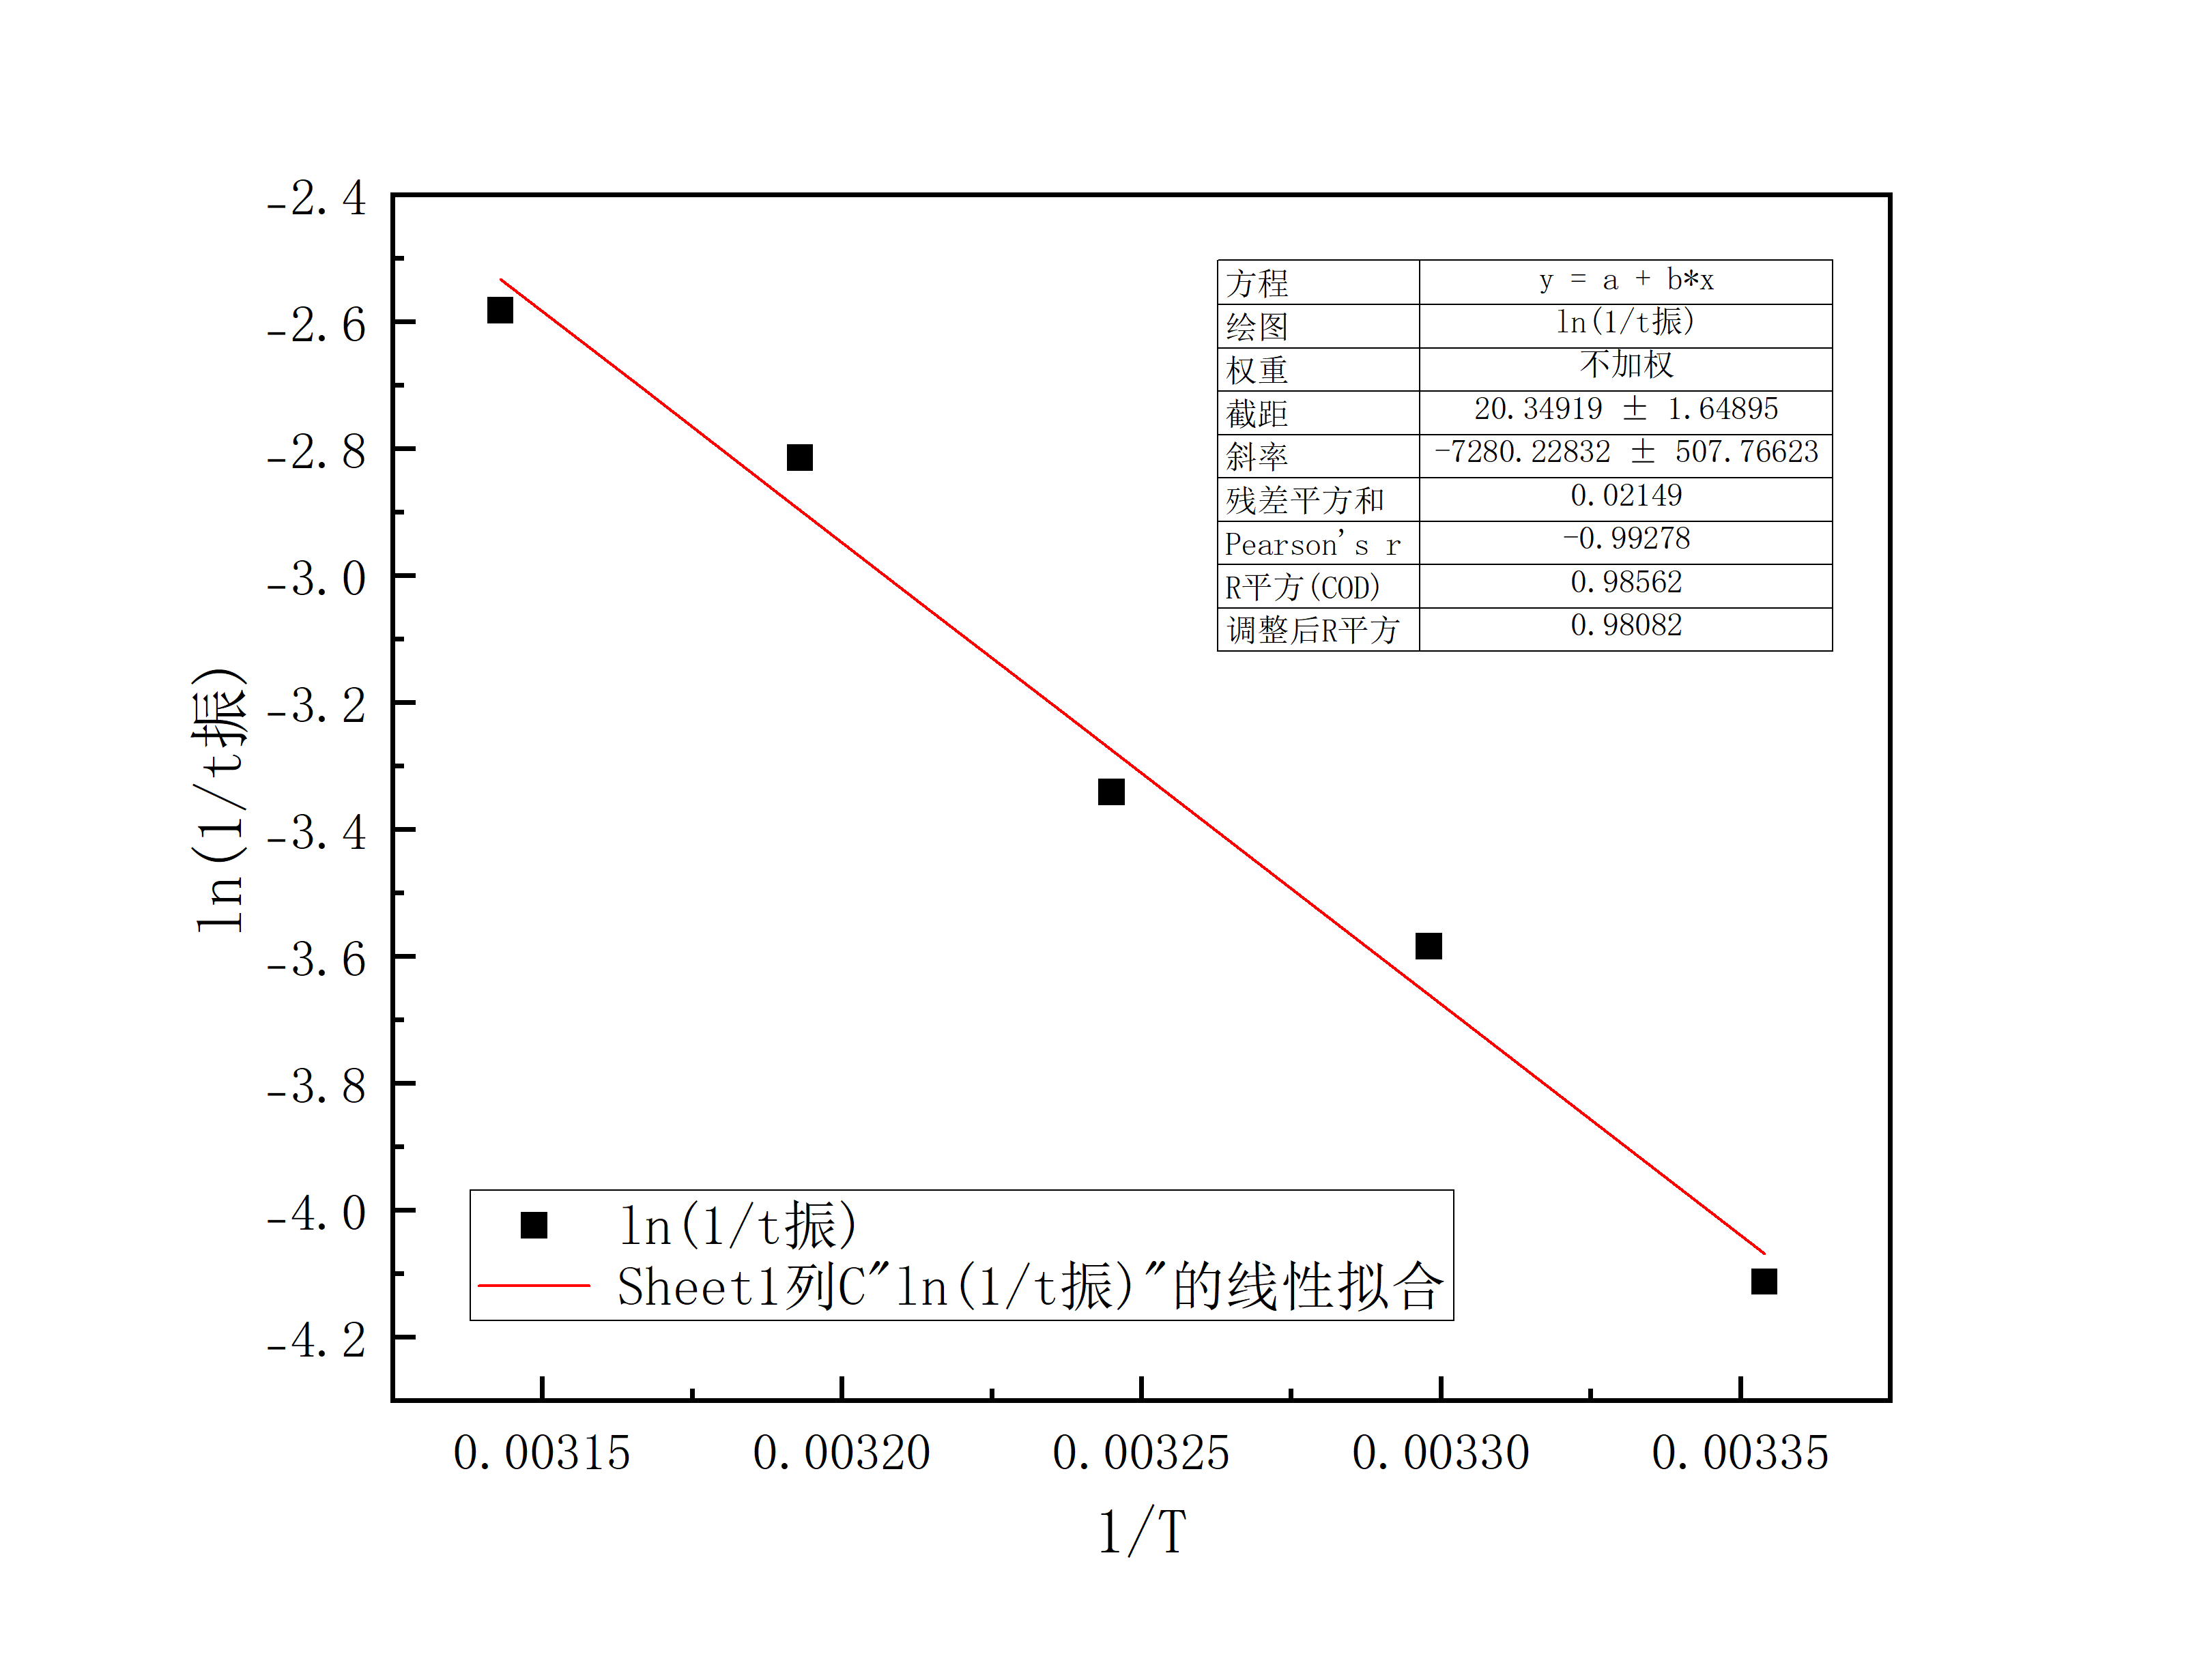 -2.4
-2.6
-2.8
-3.0
-3.2
-3.4
-3.6
-3.8
-4.0
-4.2
ln(1/t振)
方程 y = a + b*x
绘图 ln(1/t振)
权重 不加权
截距 20.34919 ± 1.64895
斜率 -7280.22832 ± 507.76623
残差平方和 0.02149
Pearson's r -0.99278
R平方(COD) 0.98562
调整后R平方 0.98082
ln(1/t振)
Sheet1列C"ln(1/t振)"的线性拟合
0.00315 0.00320 0.00325 0.00330 0.00335
1/T